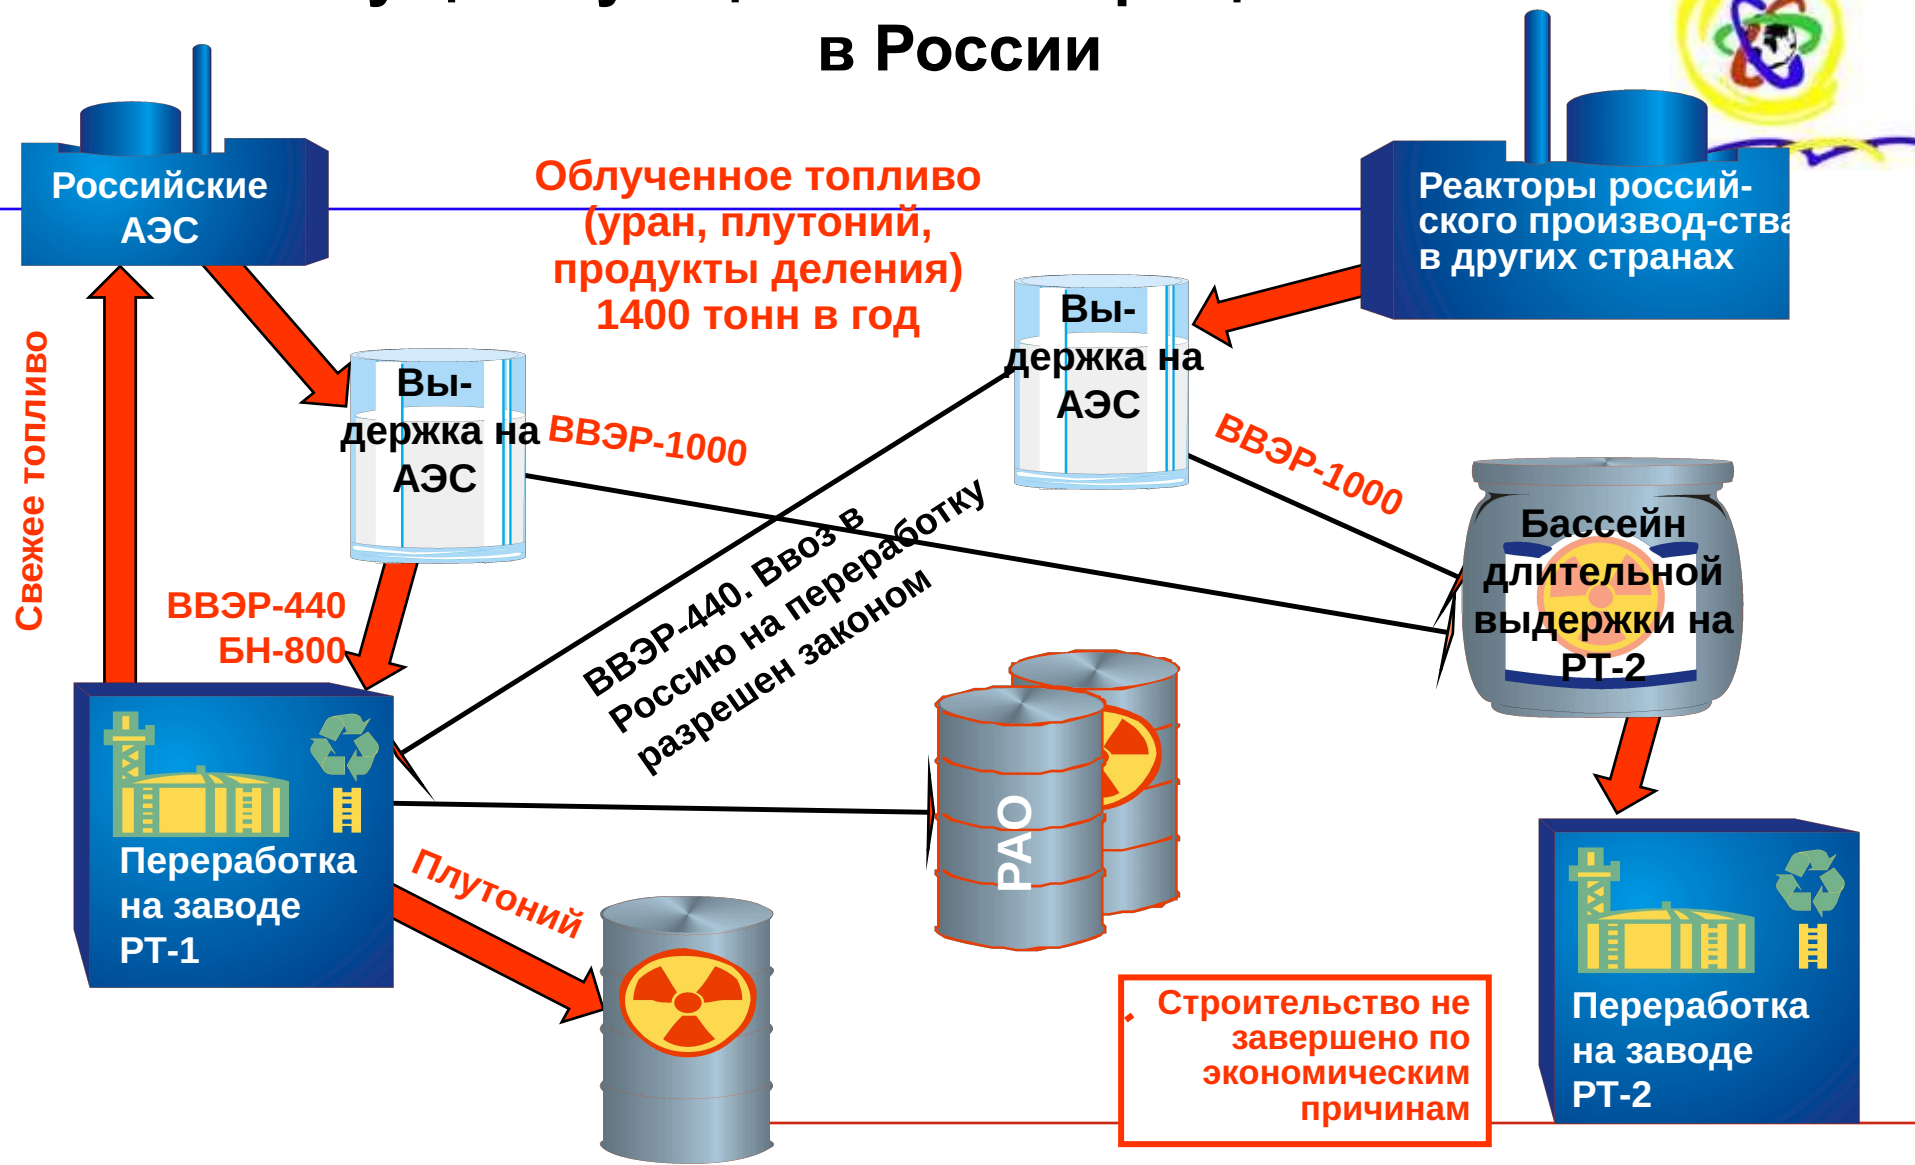 в России
Российские
АЭС
Облученное топливо
(уран, плутоний,
продукты деления)
1400 тонн в год
Реакторы россий-
ского производ-ства
в других странах
Вы-
держка на
АЭС
Вы-
держка на
АЭС
Свежее топливо
ВВЭР-1000
ВВЭР-1000
Бассейн
длительной
выдержки на
РТ-2
ВВЭР-440
БН-800
ВВЭР-440. Ввоз в
Россию на переработку
разрешен законом
РАО
Переработка
на заводе
РТ-1
Плутоний
Строительство не
завершено по
экономическим
причинам
Переработка
на заводе
РТ-2